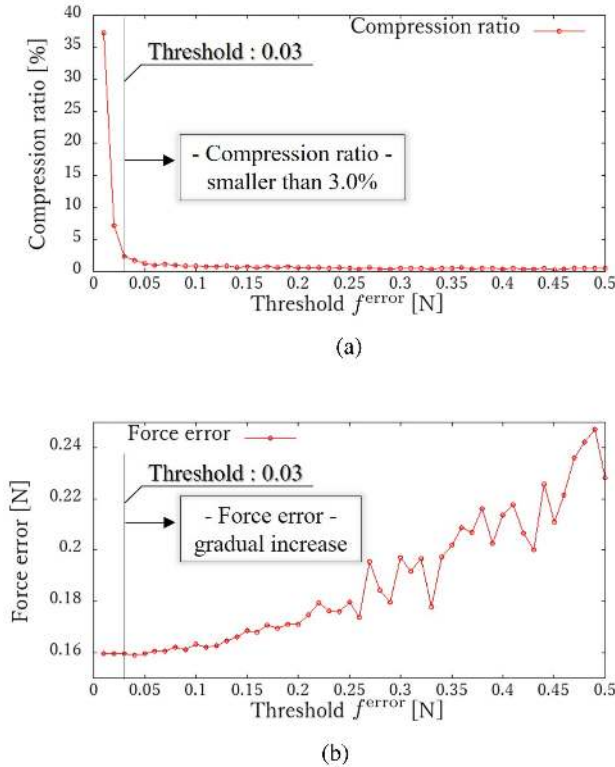 Compression ratio
40
35
30
25
20
15
10
5
0
Compression ratio [%]
Threshold : 0.03
- Compression ratio -
smaller than 3.0%
0 0.05 0.1 0.15 0.2 0.25 0.3 0.35 0.4 0.45 0.5
Threshold f^error [N]
(a)
Force error
0.24
0.22
0.2
0.18
0.16
Force error [N]
Threshold : 0.03
- Force error -
gradual increase
0 0.05 0.1 0.15 0.2 0.25 0.3 0.35 0.4 0.45 0.5
Threshold f^error [N]
(b)